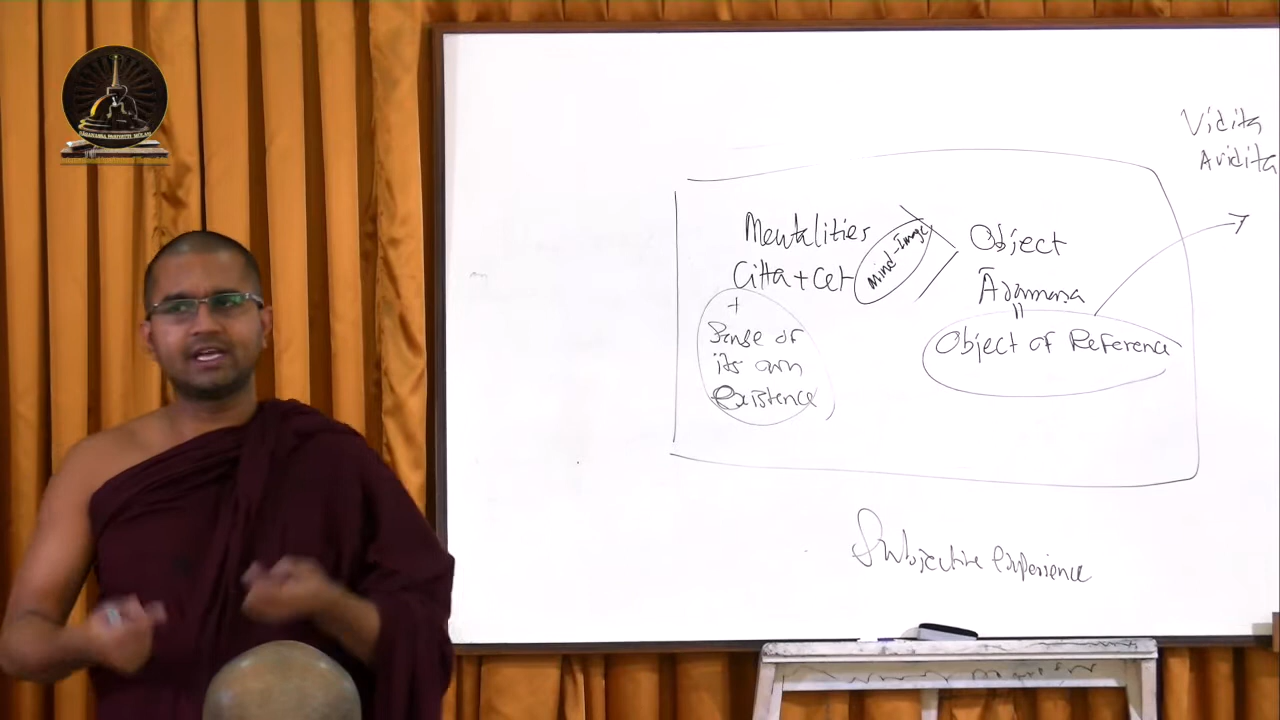 Vidita
Avidita
Mentalities
Mind-Image
Object
Citta + Cet
Ārammaṇa
+
Sense of
its own
existence
Object of Reference
Subjective experience